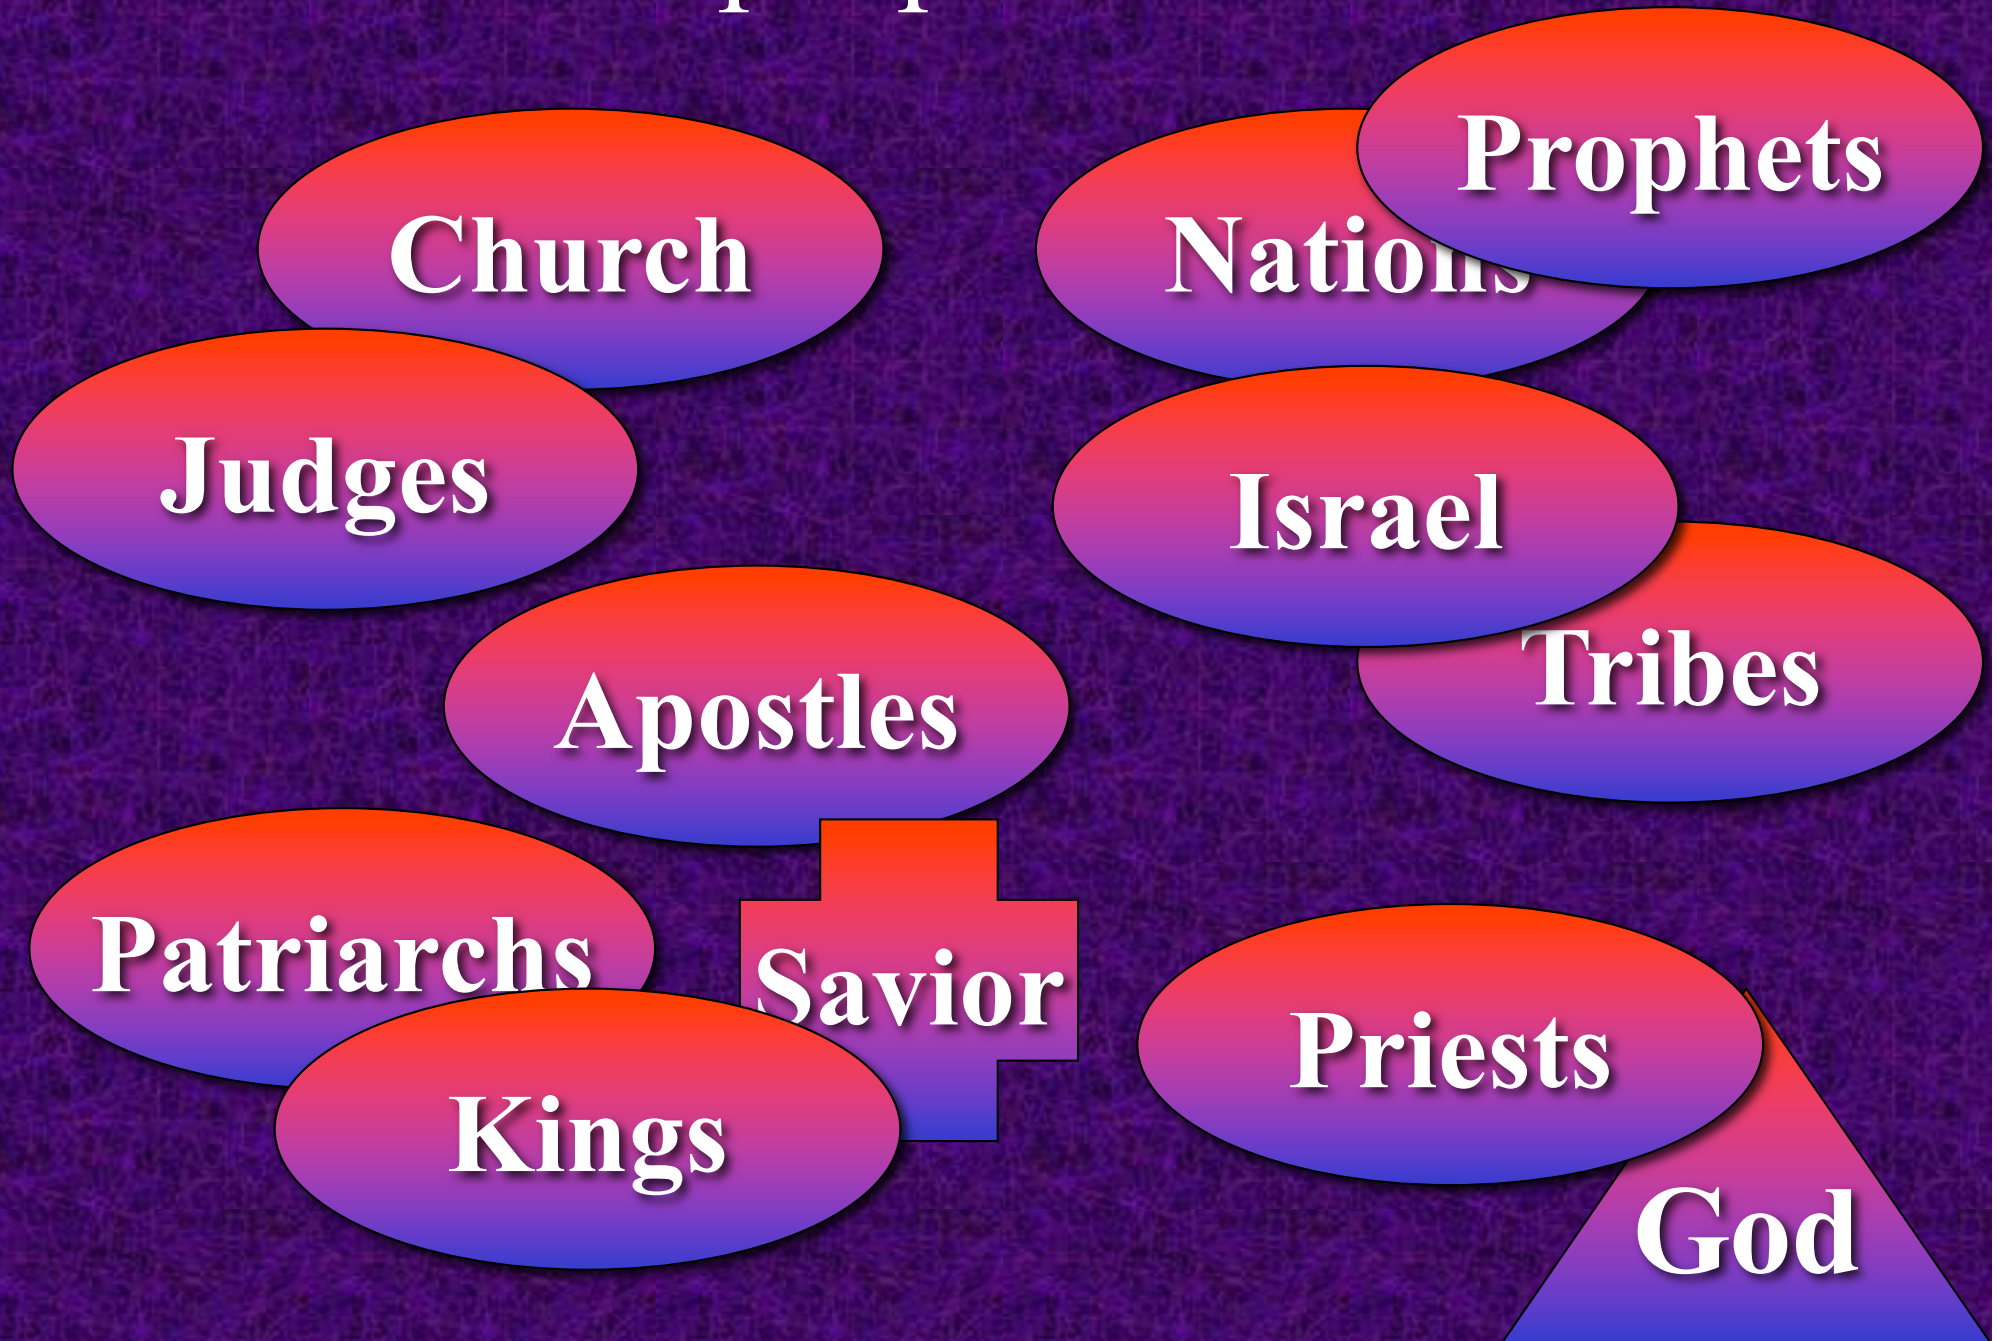 Prophets
Church
Nations
Judges
Israel
Tribes
Apostles
Patriarchs
Savior
Priests
Kings
God